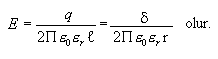 E = q / 2Π ε₀ εᵣ ℓ = δ / 2Π ε₀ εᵣ r olur.